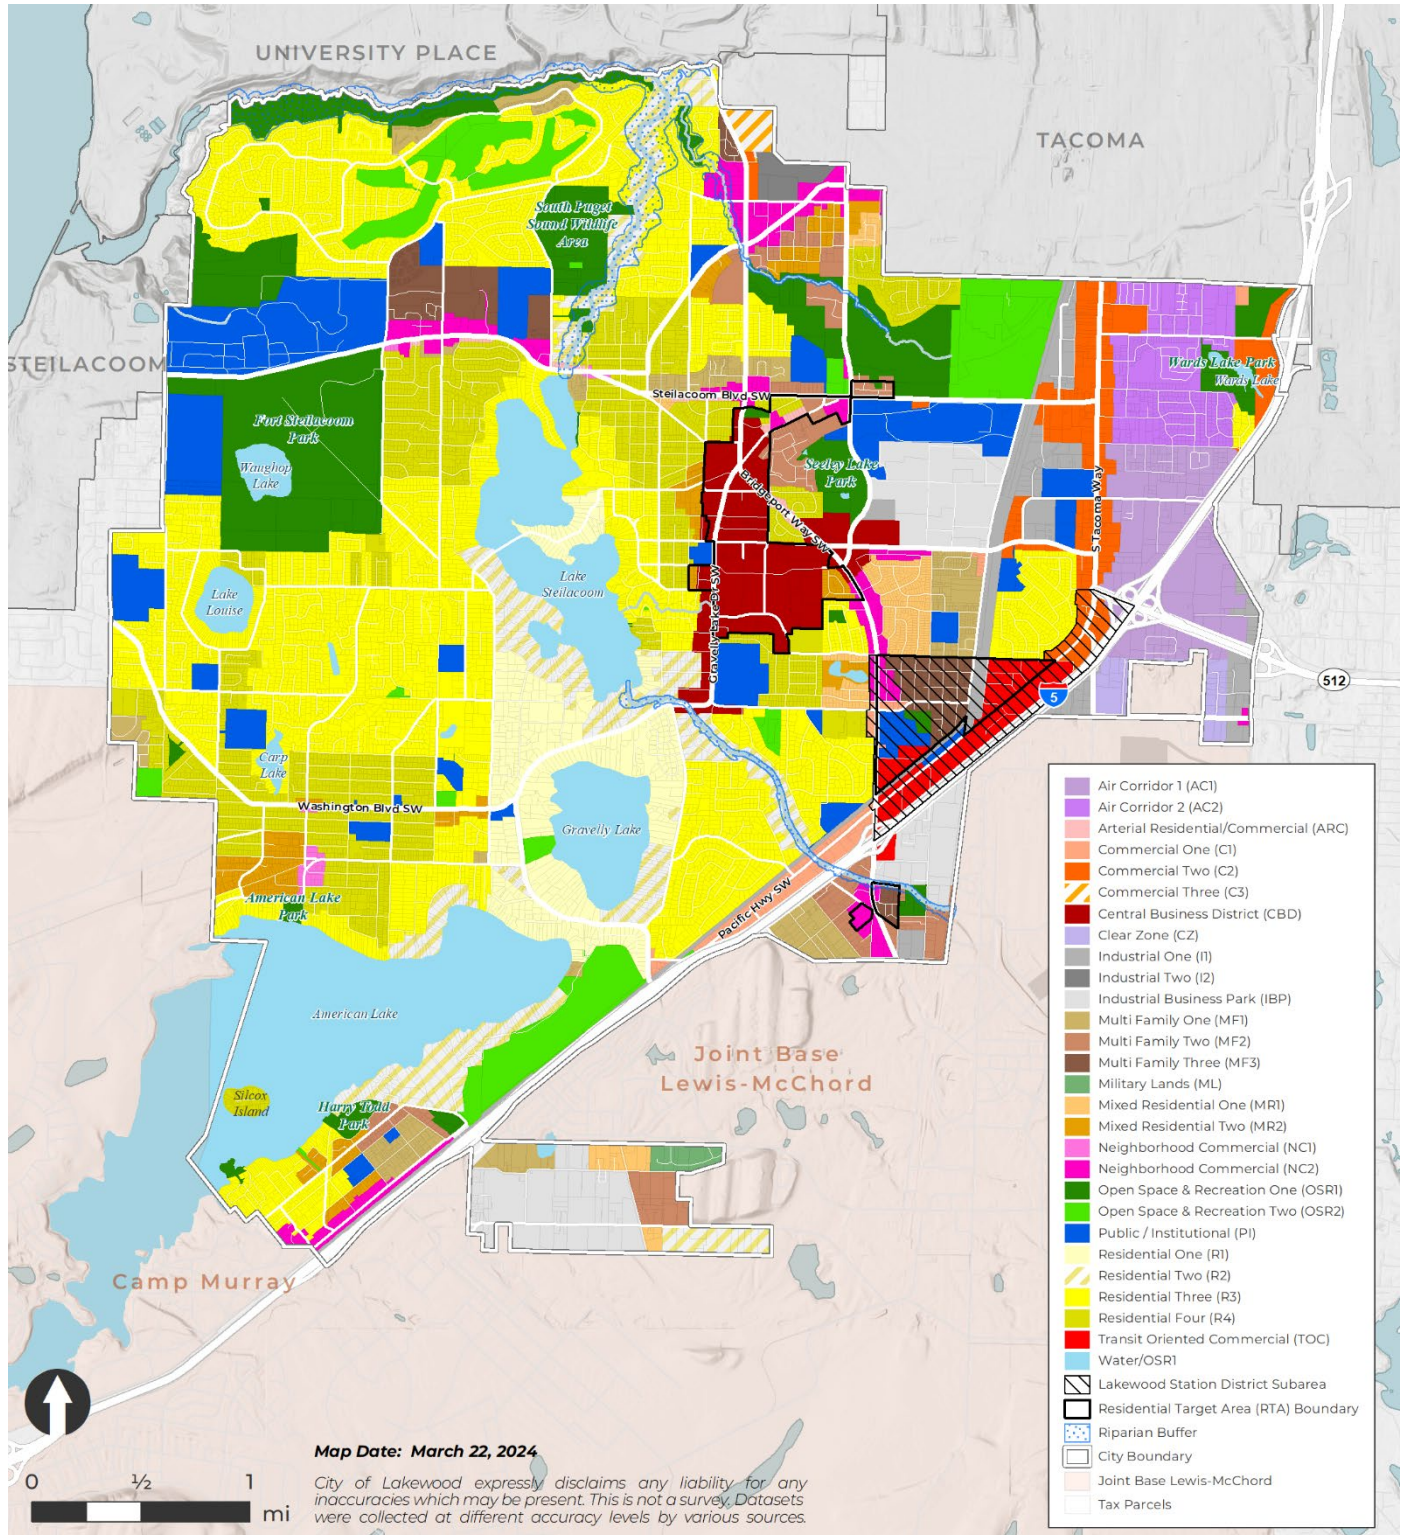 UNIVERSITY PLACE
TACOMA
South Puget
Sound Wildlife
Area
STEILACOOM
Wards Lake Park
Wards Lake
Steilacoom Blvd SW
Fort Steilacoom
Park
Waughop
Lake
Seeley Lake
Park
Bridgeport Way SW
S Tacoma Way
Lake
Louise
Lake
Steilacoom
Gravelly Lake Dr SW
512
5
Carp
Lake
Washington Blvd SW
Gravelly Lake
American Lake
Park
Pacific Hwy SW
American Lake
Joint Base
Lewis-McChord
Silcox
Island
Harry Todd
Park
Camp Murray
Air Corridor 1 (AC1)
Air Corridor 2 (AC2)
Arterial Residential/Commercial (ARC)
Commercial One (C1)
Commercial Two (C2)
Commercial Three (C3)
Central Business District (CBD)
Clear Zone (CZ)
Industrial One (I1)
Industrial Two (I2)
Industrial Business Park (IBP)
Multi Family One (MF1)
Multi Family Two (MF2)
Multi Family Three (MF3)
Military Lands (ML)
Mixed Residential One (MR1)
Mixed Residential Two (MR2)
Neighborhood Commercial (NC1)
Neighborhood Commercial (NC2)
Open Space & Recreation One (OSR1)
Open Space & Recreation Two (OSR2)
Public / Institutional (PI)
Residential One (R1)
Residential Two (R2)
Residential Three (R3)
Residential Four (R4)
Transit Oriented Commercial (TOC)
Water/OSR1
Lakewood Station District Subarea
Residential Target Area (RTA) Boundary
Riparian Buffer
City Boundary
Joint Base Lewis-McChord
Tax Parcels
Map Date: March 22, 2024
City of Lakewood expressly disclaims any liability for any
inaccuracies which may be present. This is not a survey. Datasets
were collected at different accuracy levels by various sources.
0 ½ 1
mi